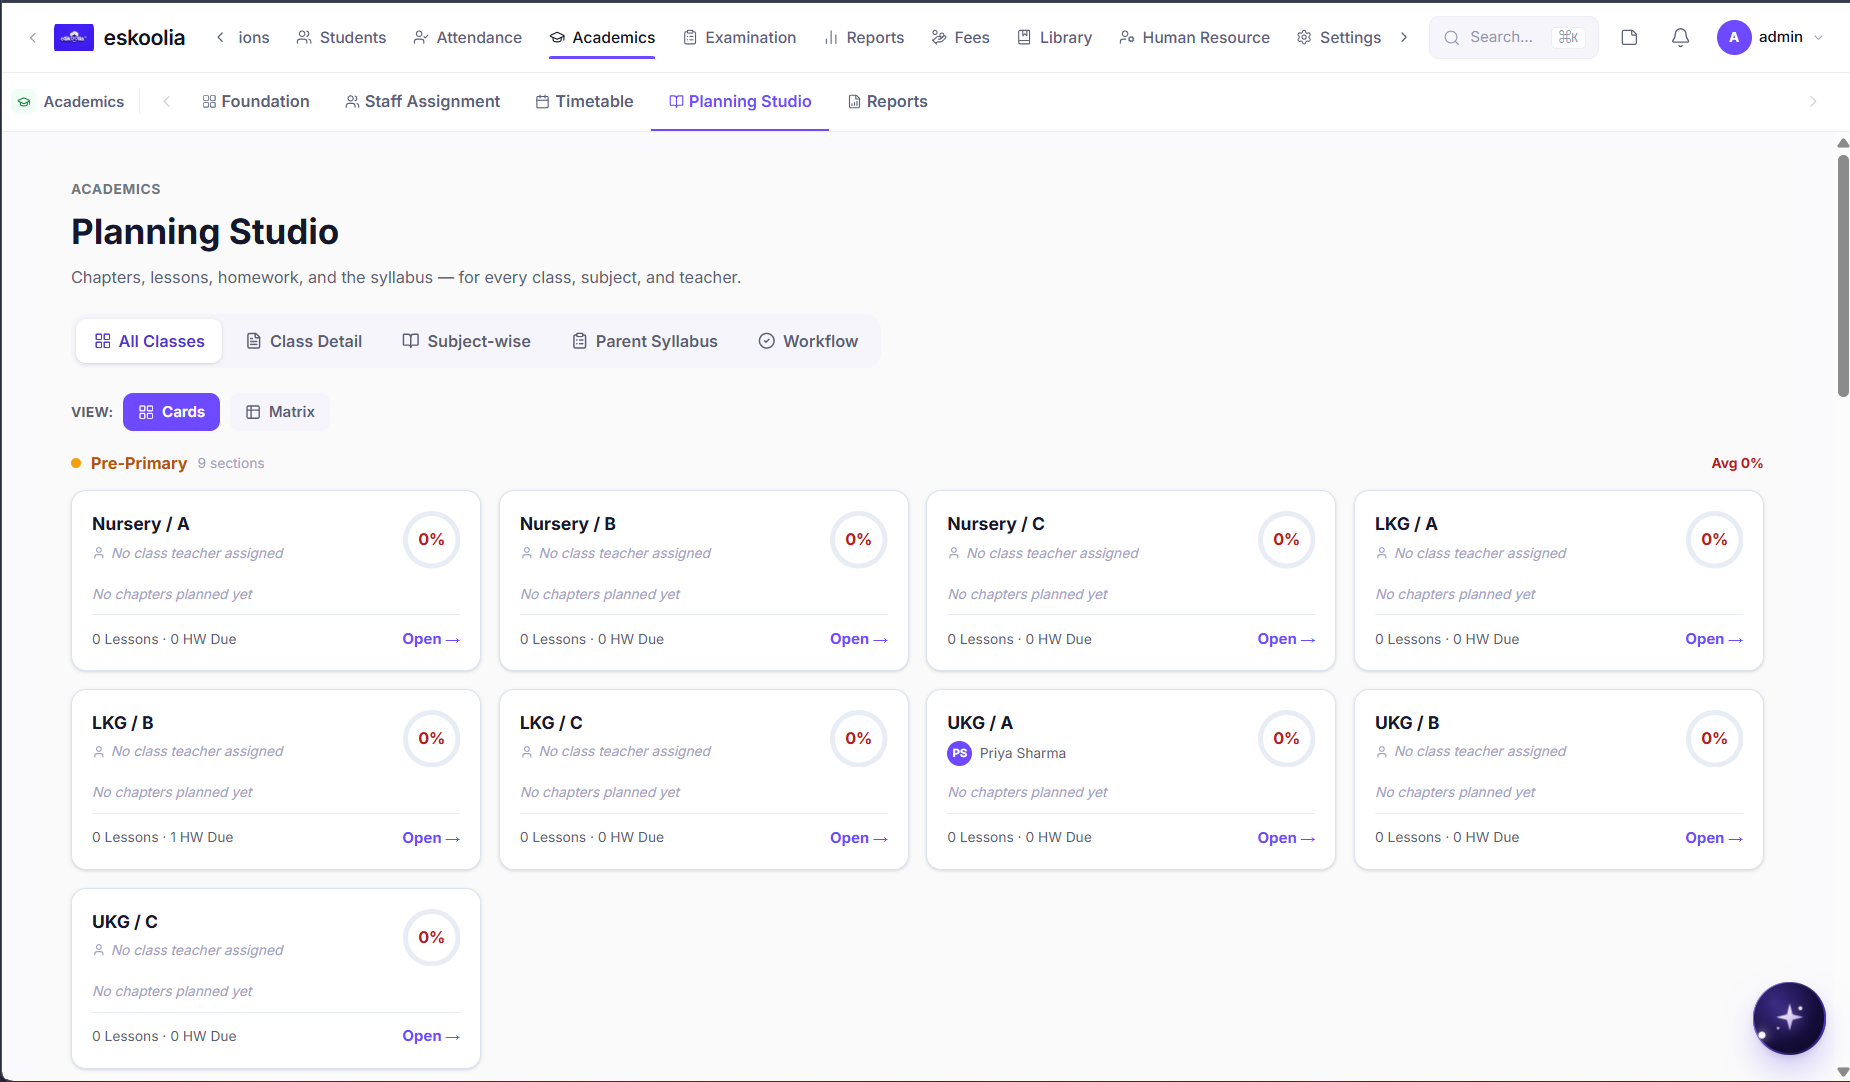 eskoolia
ions
Students
Attendance
Academics
Examination
Reports
Fees
Library
Human Resource
Settings
Search...
⌘K
A
admin
Academics
Foundation
Staff Assignment
Timetable
Planning Studio
Reports
ACADEMICS
Planning Studio
Chapters, lessons, homework, and the syllabus — for every class, subject, and teacher.
All Classes
Class Detail
Subject-wise
Parent Syllabus
Workflow
VIEW:
Cards
Matrix
Pre-Primary 9 sections
Avg 0%
Nursery / A
No class teacher assigned
0%
No chapters planned yet
0 Lessons · 0 HW Due
Open →
Nursery / B
No class teacher assigned
0%
No chapters planned yet
0 Lessons · 0 HW Due
Open →
Nursery / C
No class teacher assigned
0%
No chapters planned yet
0 Lessons · 0 HW Due
Open →
LKG / A
No class teacher assigned
0%
No chapters planned yet
0 Lessons · 0 HW Due
Open →
LKG / B
No class teacher assigned
0%
No chapters planned yet
0 Lessons · 1 HW Due
Open →
LKG / C
No class teacher assigned
0%
No chapters planned yet
0 Lessons · 0 HW Due
Open →
UKG / A
PS Priya Sharma
0%
No chapters planned yet
0 Lessons · 0 HW Due
Open →
UKG / B
No class teacher assigned
0%
No chapters planned yet
0 Lessons · 0 HW Due
Open →
UKG / C
No class teacher assigned
0%
No chapters planned yet
0 Lessons · 0 HW Due
Open →